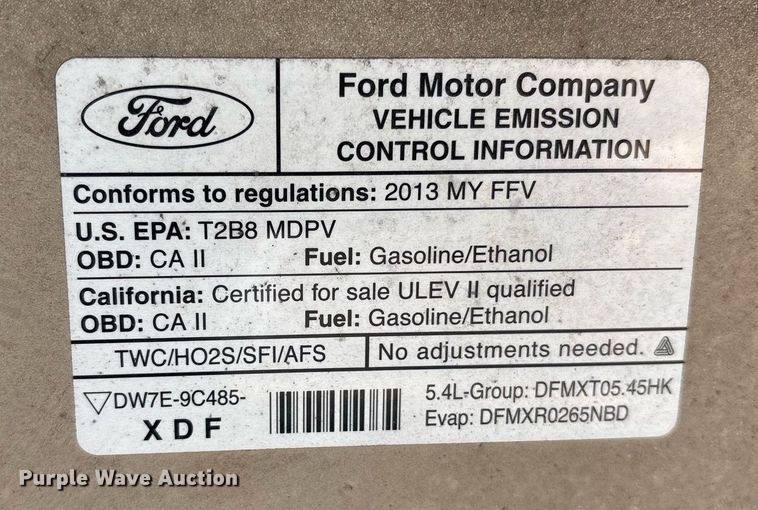 Ford
Ford Motor Company
VEHICLE EMISSION
CONTROL INFORMATION
Conforms to regulations: 2013 MY FFV
U.S. EPA: T2B8 MDPV
OBD: CA II Fuel: Gasoline/Ethanol
California: Certified for sale ULEV II qualified
OBD: CA II Fuel: Gasoline/Ethanol
TWC/HO2S/SFI/AFS No adjustments needed.
DW7E-9C485-
XDF
5.4L-Group: DFMXT05.45HK
Evap: DFMXR0265NBD
Purple Wave Auction